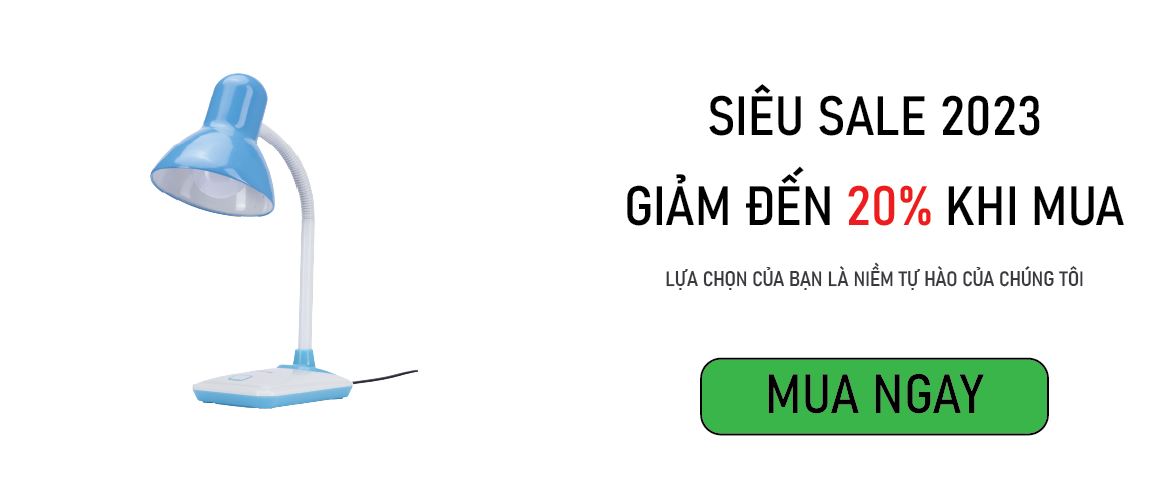 SIÊU SALE 2023
GIẢM ĐẾN 20% KHI MUA
LỰA CHỌN CỦA BẠN LÀ NIỀM TỰ HÀO CỦA CHÚNG TÔI
MUA NGAY